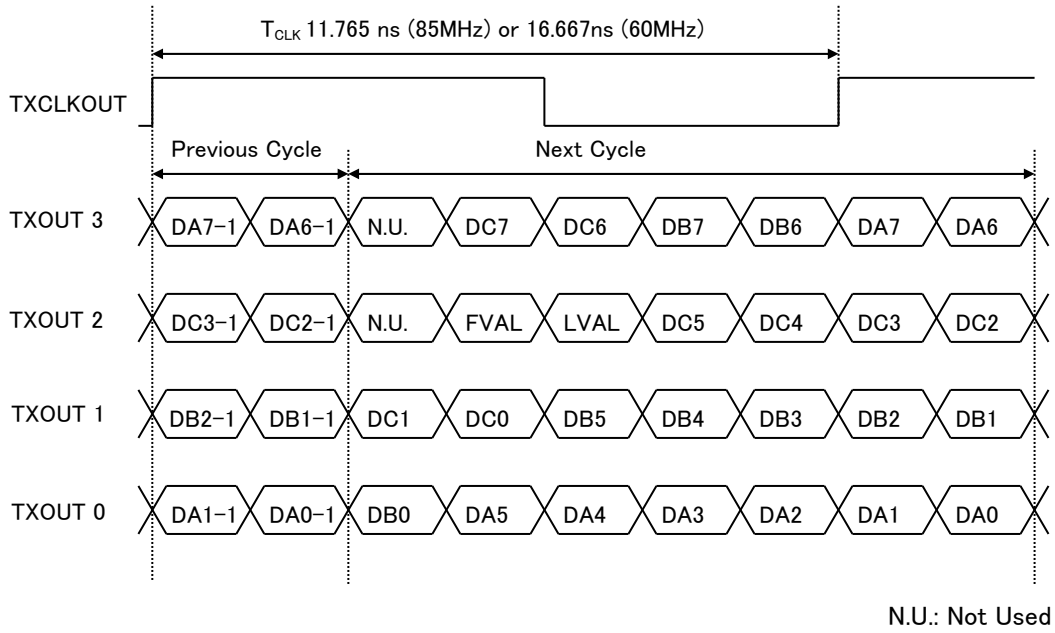 TCLK 11.765 ns (85MHz) or 16.667ns (60MHz)
TXCLKOUT
Previous Cycle Next Cycle
TXOUT 3 DA7-1 DA6-1 N.U. DC7 DC6 DB7 DB6 DA7 DA6
TXOUT 2 DC3-1 DC2-1 N.U. FVAL LVAL DC5 DC4 DC3 DC2
TXOUT 1 DB2-1 DB1-1 DC1 DC0 DB5 DB4 DB3 DB2 DB1
TXOUT 0 DA1-1 DA0-1 DB0 DA5 DA4 DA3 DA2 DA1 DA0
N.U.: Not Used